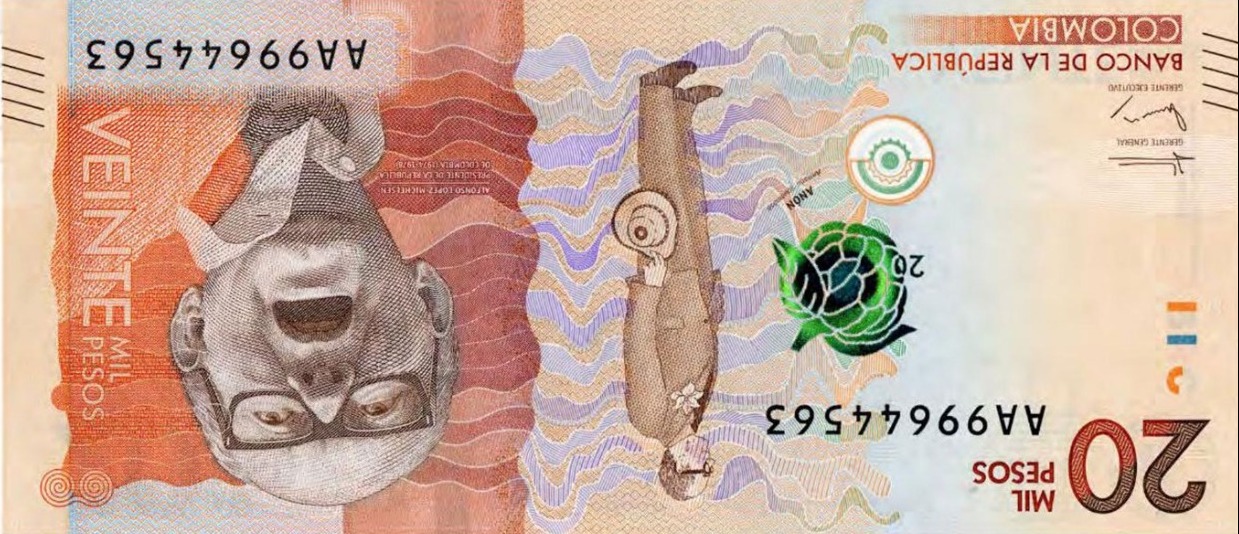 20 MIL
PESOS
AA99644563
20
ANÓN
GERENTE GENERAL
GERENTE EJECUTIVO
BANCO DE LA REPÚBLICA
COLOMBIA
VEINTE MIL
PESOS
ALFONSO LÓPEZ MICHELSEN
PRESIDENTE DE LA REPÚBLICA
DE COLOMBIA (1974-1978)
AA99644563